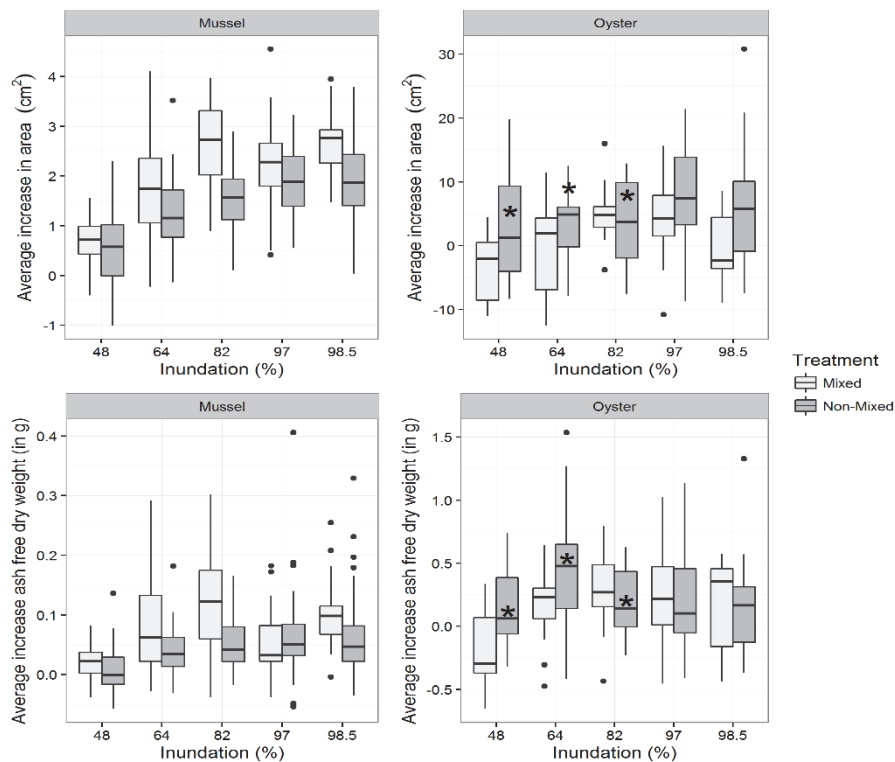 Mussel
Oyster
Average increase in area (cm²)
4
3
2
1
0
-1
48 64 82 97 98.5
Inundation (%)
Average increase in area (cm²)
30
20
10
0
-10
* * *
48 64 82 97 98.5
Inundation (%)
Treatment
Mixed
Non-Mixed
Mussel
Oyster
Average increase ash free dry weight (in g)
0.4
0.3
0.2
0.1
0.0
48 64 82 97 98.5
Inundation (%)
Average increase ash free dry weight (in g)
1.5
1.0
0.5
0.0
-0.5
* * *
48 64 82 97 98.5
Inundation (%)